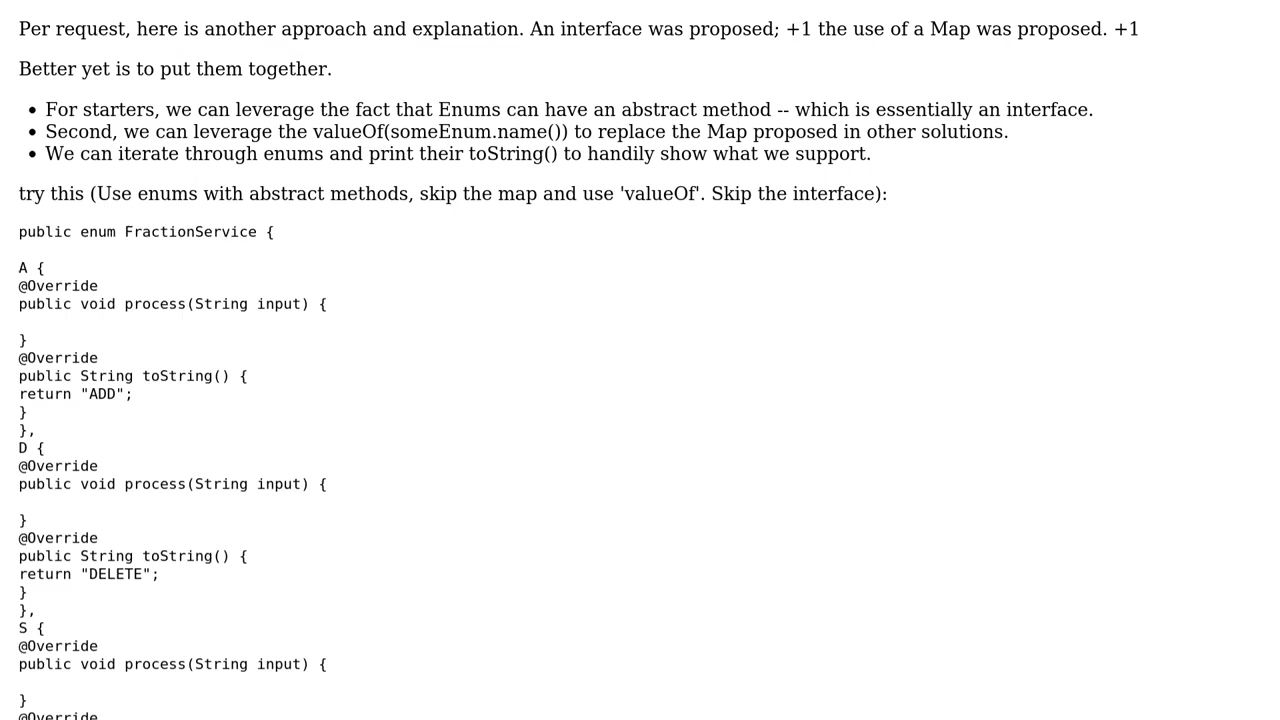 Per request, here is another approach and explanation. An interface was proposed; +1 the use of a Map was proposed. +1
Better yet is to put them together.
• For starters, we can leverage the fact that Enums can have an abstract method -- which is essentially an interface.
• Second, we can leverage the valueOf(someEnum.name()) to replace the Map proposed in other solutions.
• We can iterate through enums and print their toString() to handily show what we support.
try this (Use enums with abstract methods, skip the map and use 'valueOf'. Skip the interface):
public enum FractionService {
A {
@Override
public void process(String input) {
}
@Override
public String toString() {
return "ADD";
}
},
D {
@Override
public void process(String input) {
}
@Override
public String toString() {
return "DELETE";
}
},
S {
@Override
public void process(String input) {
}
@Override